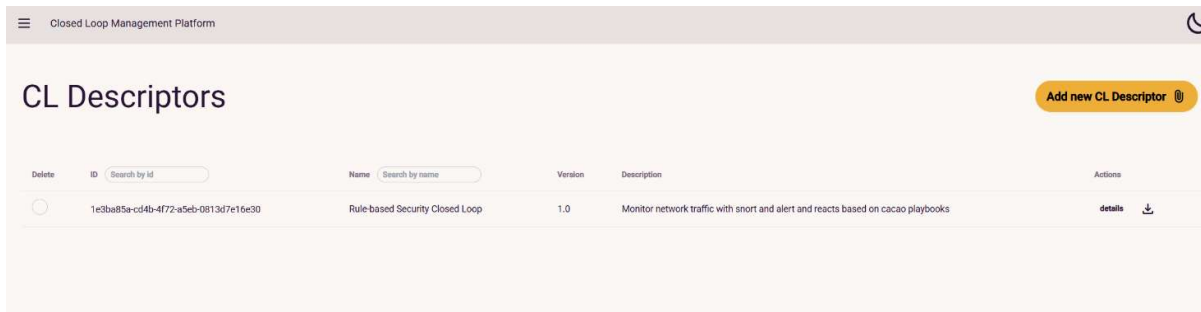 Closed Loop Management Platform
CL Descriptors
Add new CL Descriptor
Delete ID Search by id Name Search by name Version Description Actions
1e3ba85a-cd4b-4f72-a5eb-0813d7e16e30 Rule-based Security Closed Loop 1.0 Monitor network traffic with snort and alert and reacts based on cacao playbooks details